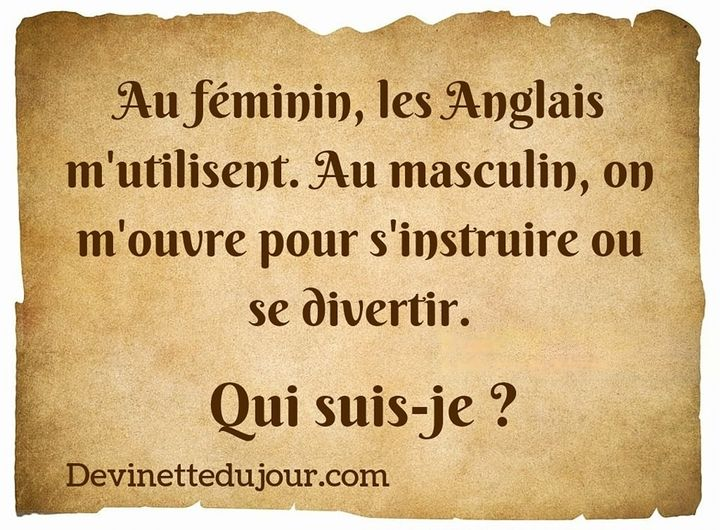 Au féminin, les Anglais
m'utilisent. Au masculin, on
m'ouvre pour s'instruire ou
se divertir.
Qui suis-je ?
Devinettedujour.com